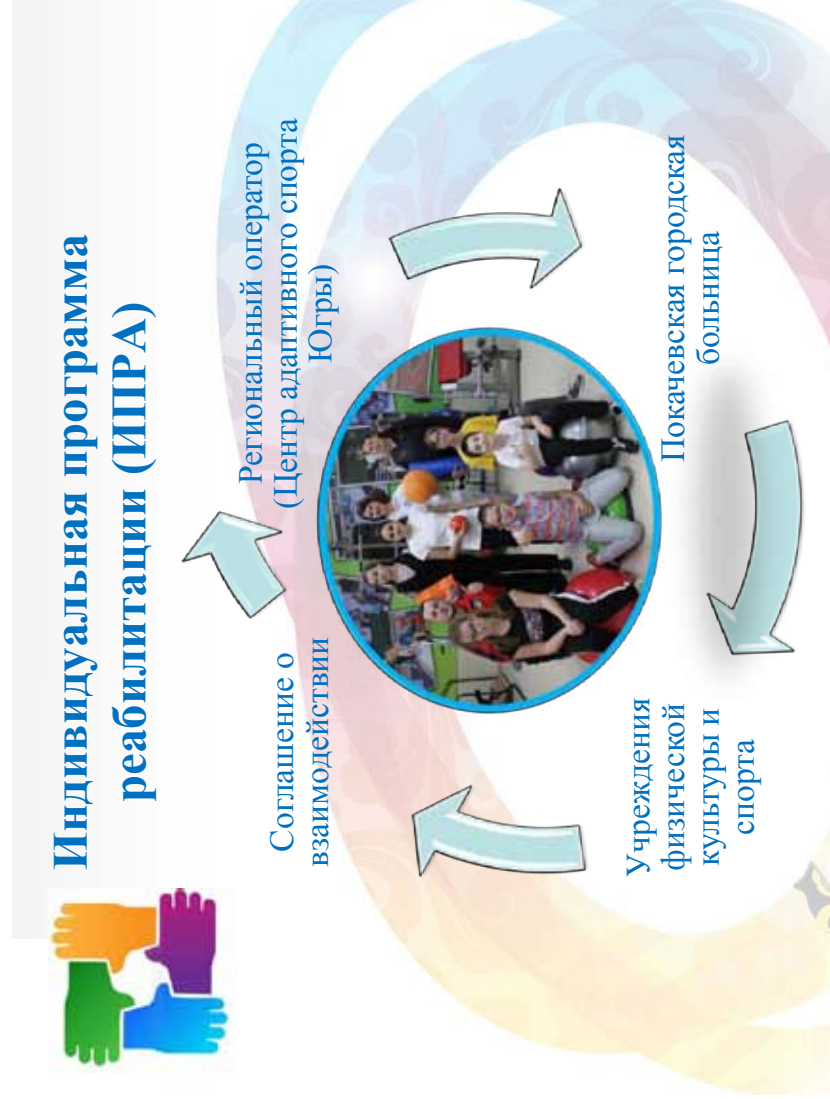 Индивидуальная программа
реабилитации (ИПРА)
Соглашение о
взаимодействии
Региональный оператор
(Центр адаптивного спорта
Югры)
Учреждения
физической
культуры и
спорта
Покачевская городская
больница